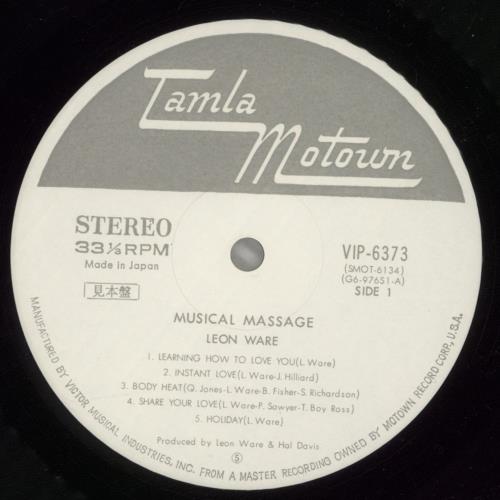 Tamla
Motown
STEREO
33⅓RPM
Made in Japan
見本盤
VIP-6373
(SMOT-6134)
(G6-97651-A)
SIDE 1
MUSICAL MASSAGE
LEON WARE
1. LEARNING HOW TO LOVE YOU(L. Ware)
2. INSTANT LOVE(L. Ware-J. Hilliard)
3. BODY HEAT(Q. Jones-L. Ware-B. Fisher-S. Richardson)
4. SHARE YOUR LOVE(L. Ware-P. Sawyer-T. Boy Ross)
5. HOLIDAY(L. Ware)
Produced by Leon Ware & Hal Davis
S
MANUFACTURED BY VICTOR MUSICAL INDUSTRIES, INC. FROM A MASTER RECORDING OWNED BY MOTOWN RECORD CORP., U.S.A.